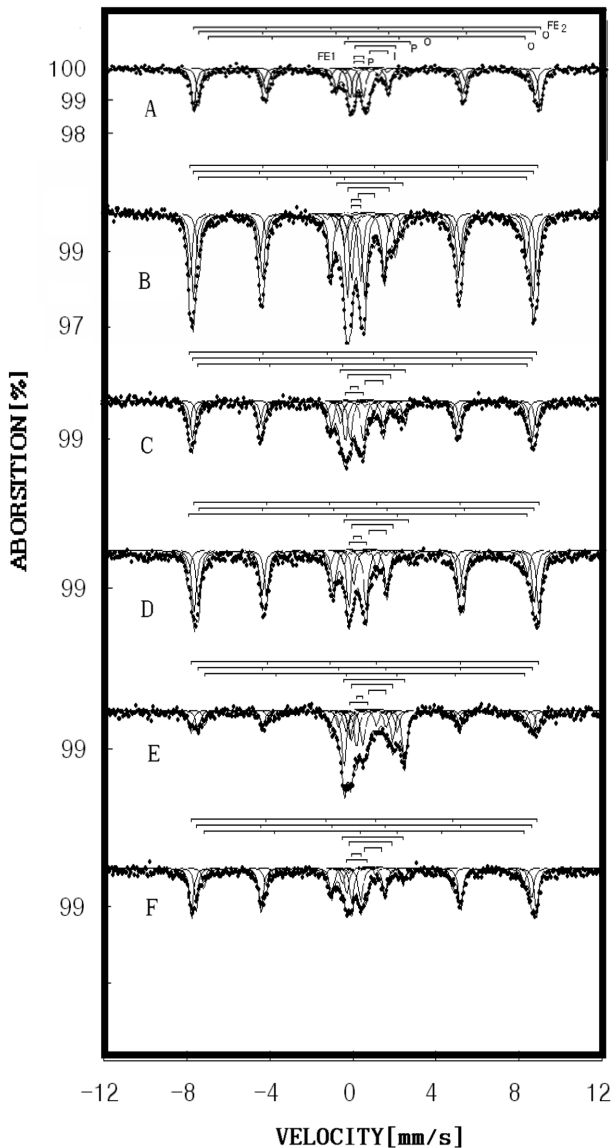 FE2
O
O
O
P
I
FE1
P
100
99
98
A
99
97
B
99
C
99
D
99
E
99
F
ABORSITION[%]
-12 -8 -4 0 4 8 12
VELOCITY[mm/s]